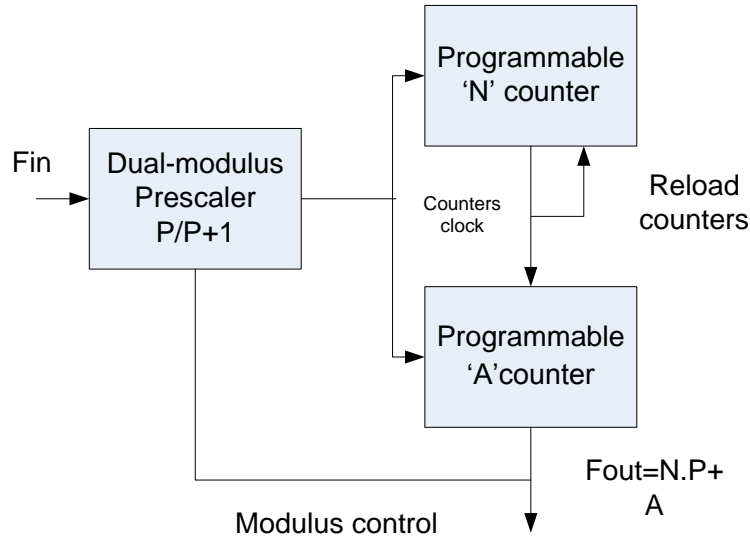 Programmable
‘N’ counter
Fin
Dual-modulus
Prescaler
P/P+1
Counters
clock
Reload
counters
Programmable
‘A’counter
Fout=N.P+
A
Modulus control